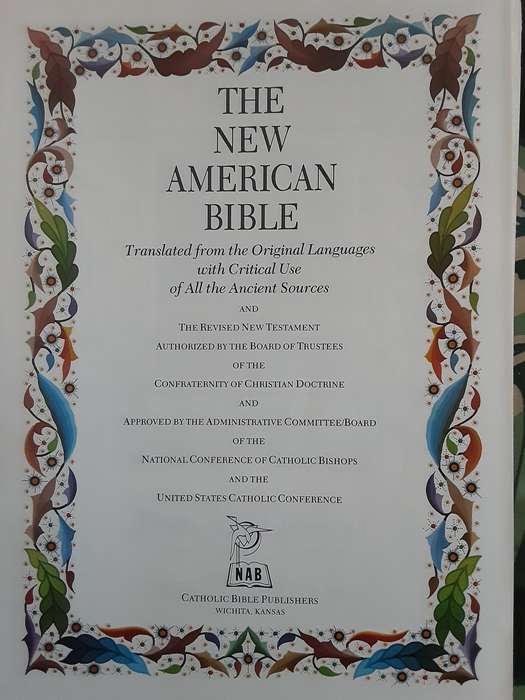 THE
NEW
AMERICAN
BIBLE
Translated from the Original Languages
with Critical Use
of All the Ancient Sources
AND
THE REVISED NEW TESTAMENT
AUTHORIZED BY THE BOARD OF TRUSTEES
OF THE
CONFRATERNITY OF CHRISTIAN DOCTRINE
AND
APPROVED BY THE ADMINISTRATIVE COMMITTEE/BOARD
OF THE
NATIONAL CONFERENCE OF CATHOLIC BISHOPS
AND THE
UNITED STATES CATHOLIC CONFERENCE
NAB
CATHOLIC BIBLE PUBLISHERS
WICHITA, KANSAS